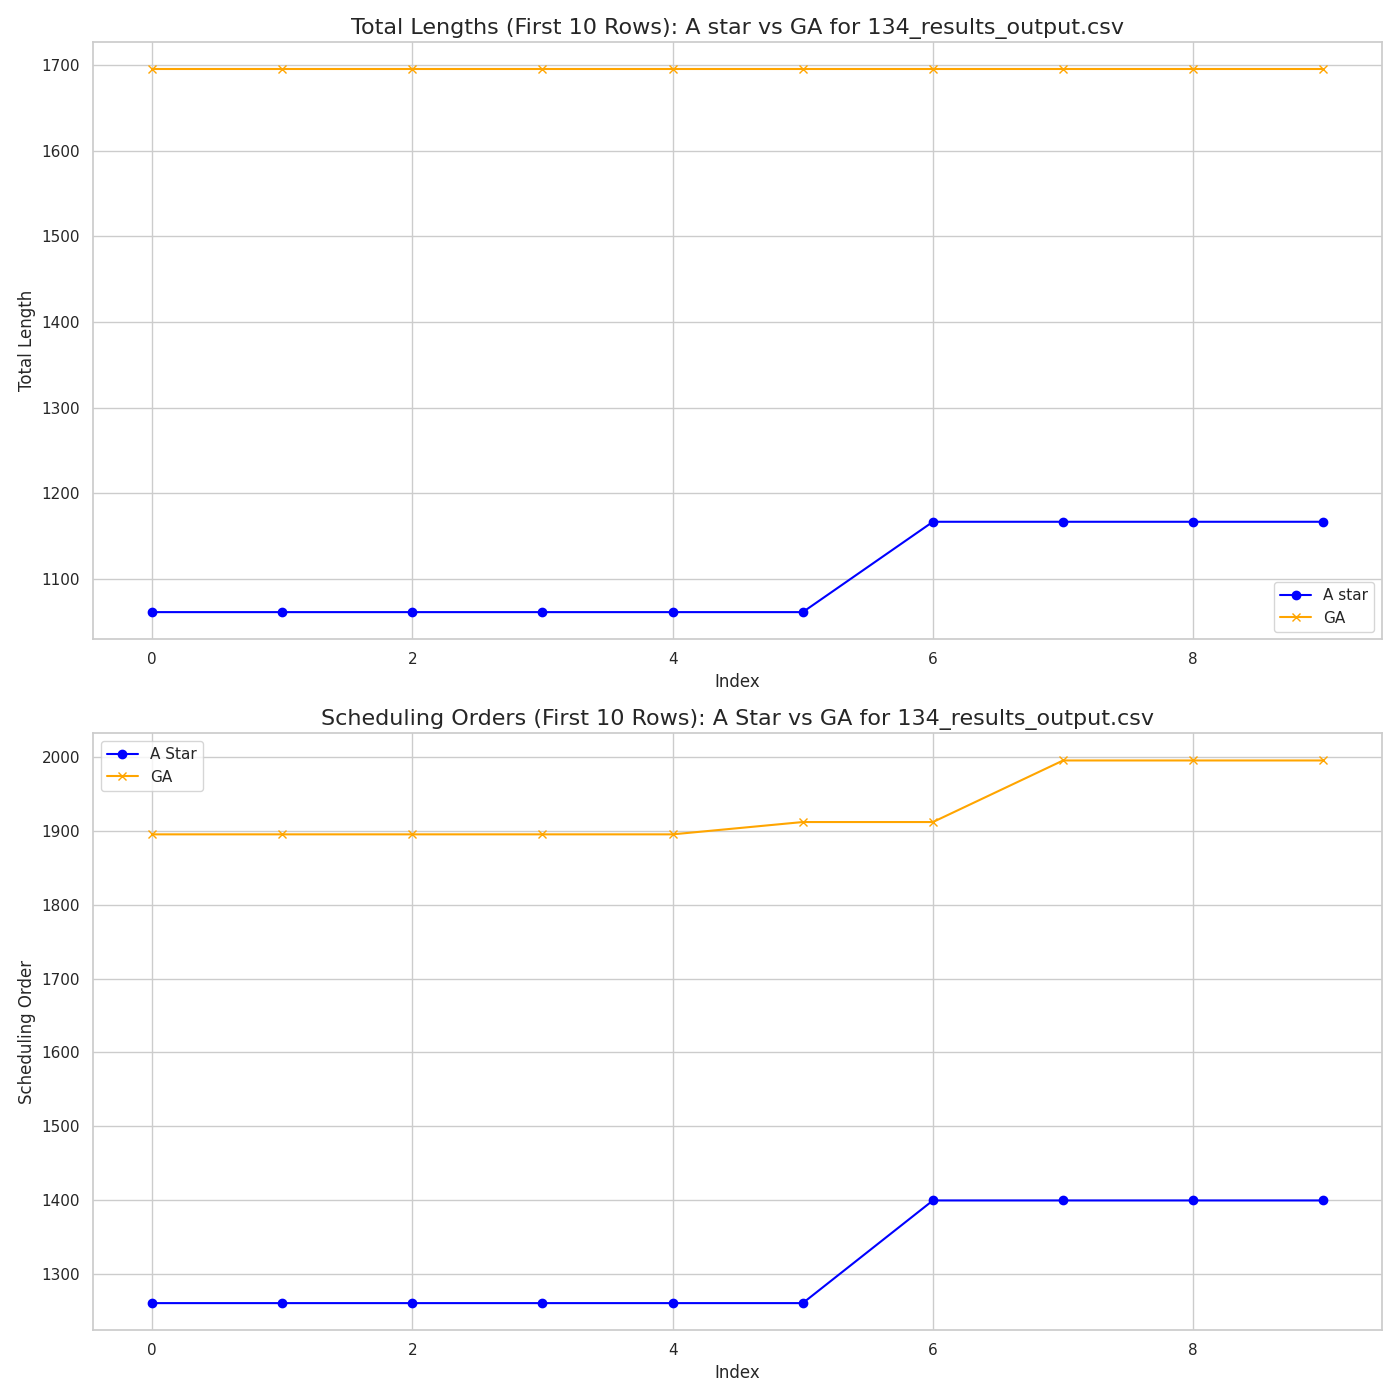 Total Lengths (First 10 Rows): A star vs GA for 134_results_output.csv
1700
1600
1500
1400
1300
1200
1100
Total Length
A star
GA
0 2 4 6 8
Index
Scheduling Orders (First 10 Rows): A Star vs GA for 134_results_output.csv
A Star
GA
2000
1900
1800
1700
1600
1500
1400
1300
Scheduling Order
0 2 4 6 8
Index